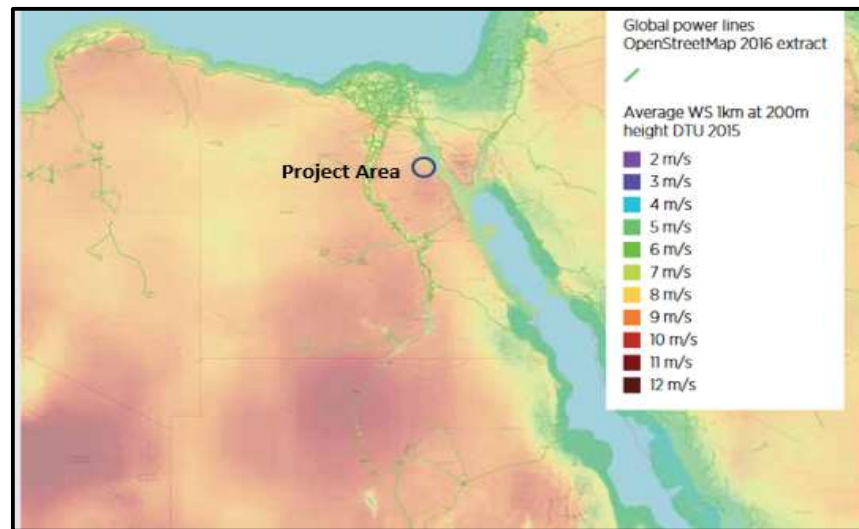 Global power lines
OpenStreetMap 2016 extract
Average WS 1km at 200m
height DTU 2015
2 m/s
3 m/s
4 m/s
5 m/s
6 m/s
7 m/s
8 m/s
9 m/s
10 m/s
11 m/s
12 m/s
Project Area